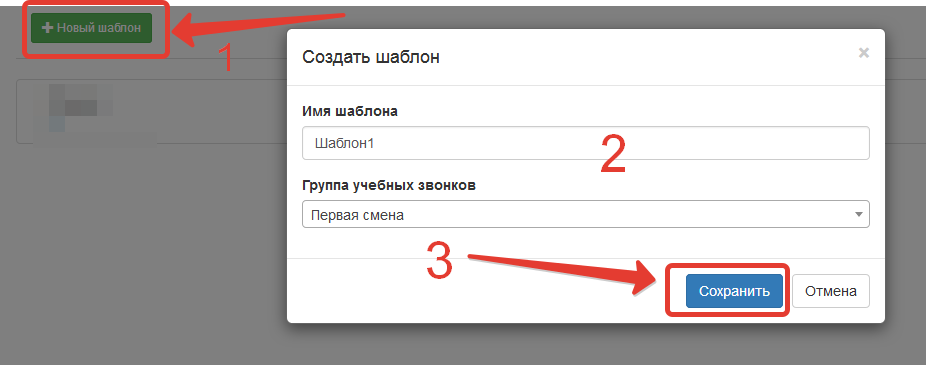 + Новый шаблон
1
Создать шаблон
×
Имя шаблона
Шаблон1
2
Группа учебных звонков
Первая смена
3
Сохранить
Отмена